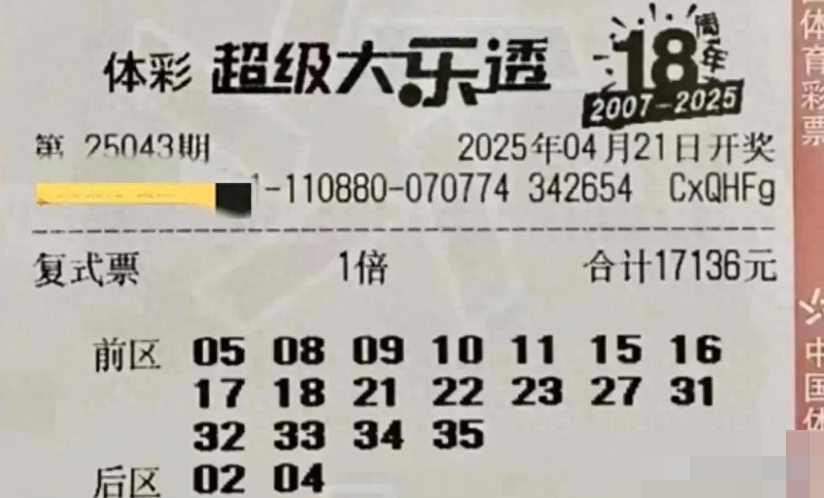 体彩 超级大乐透 18周年
2007-2025
第 25043期 2025年04月21日开奖
1-110880-070774 342654 CxQHFg
复式票 1倍 合计17136元
前区 05 08 09 10 11 15 16
17 18 21 22 23 27 31
32 33 34 35
后区 02 04
体育彩票
中国体